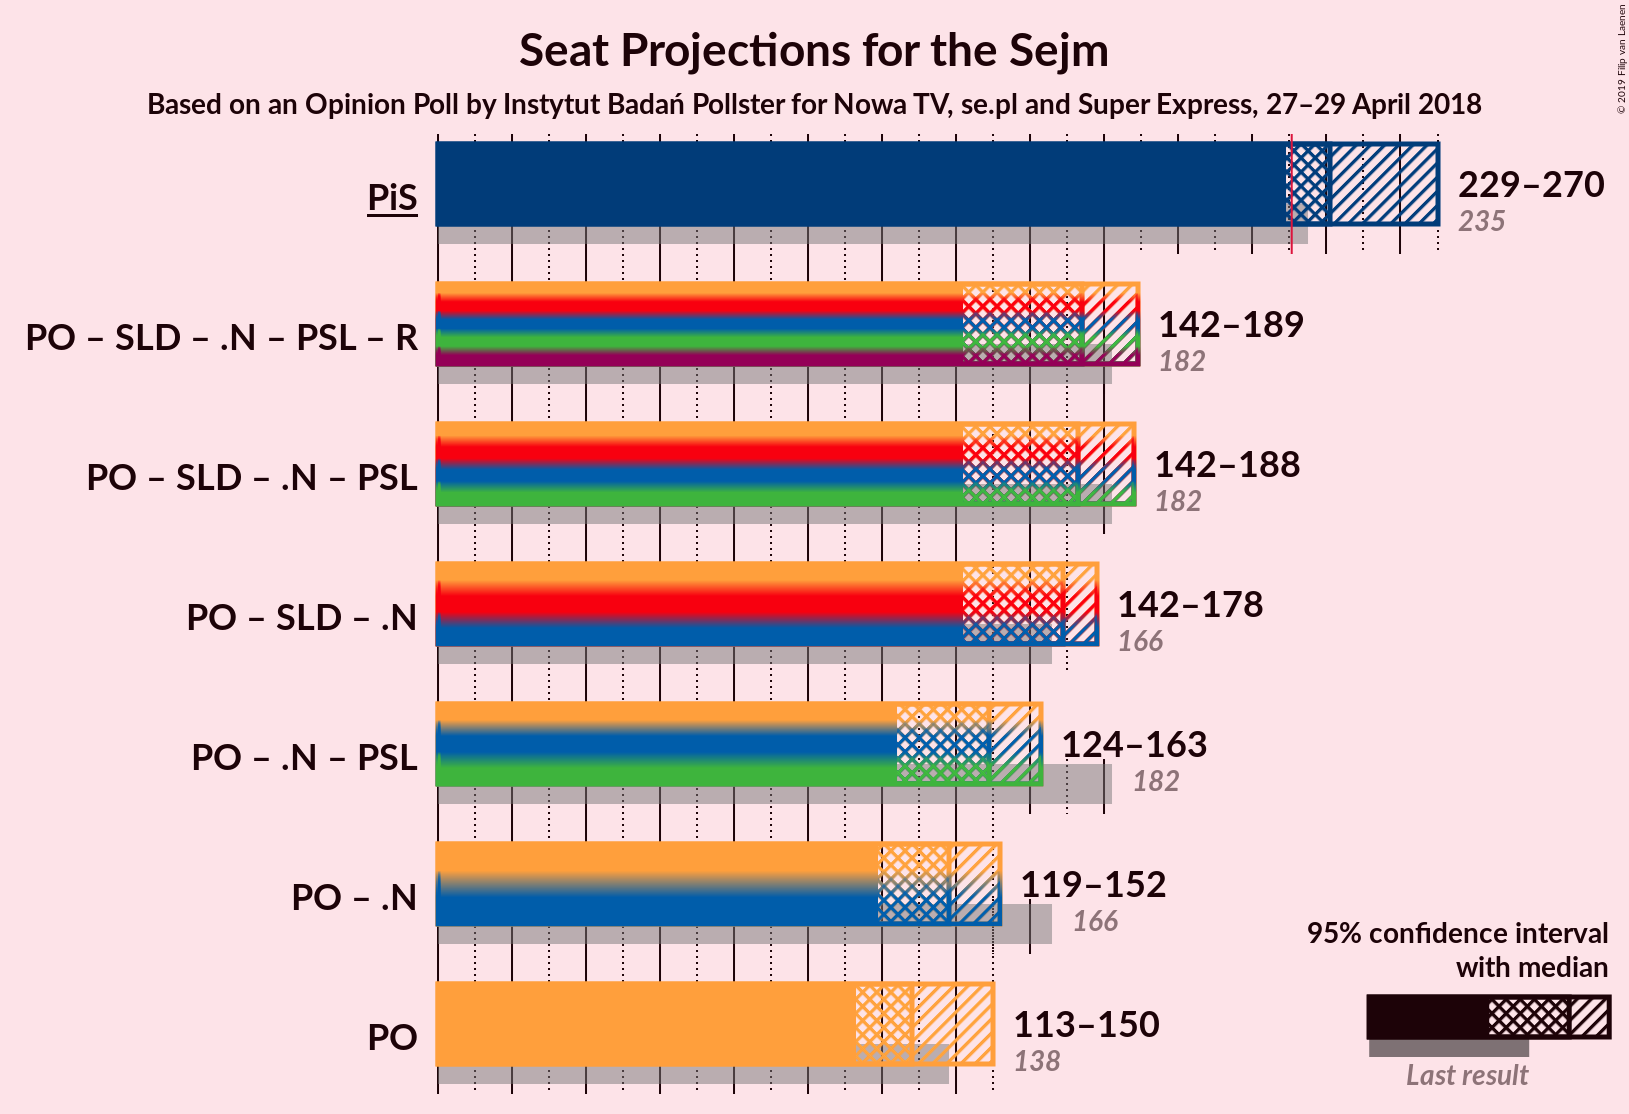 Seat Projections for the Sejm
Based on an Opinion Poll by Instytut Badań Pollster for Nowa TV, se.pl and Super Express, 27–29 April 2018
© 2019 Filip van Laenen
PiS
229–270
235
PO – SLD – .N – PSL – R
142–189
182
PO – SLD – .N – PSL
142–188
182
PO – SLD – .N
142–178
166
PO – .N – PSL
124–163
182
PO – .N
119–152
166
PO
113–150
138
95% confidence interval
with median
Last result